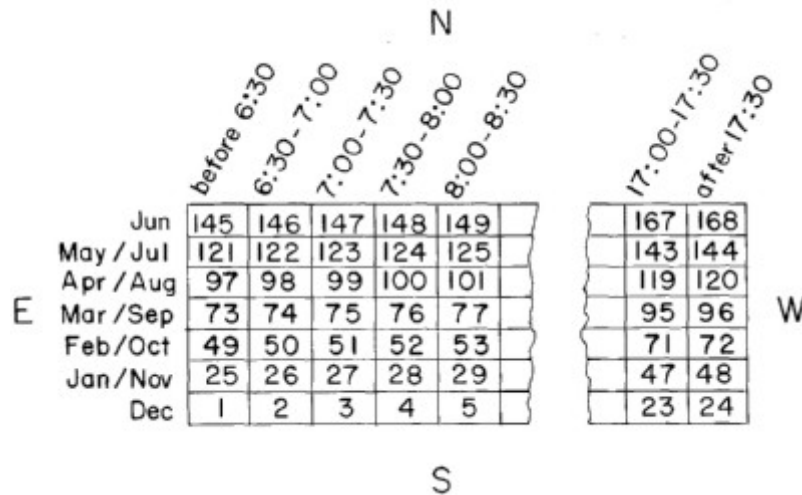 N
before 6:30 6:30-7:00 7:00-7:30 7:30-8:00 8:00-8:30 17:00-17:30 after 17:30
Jun 145 146 147 148 149 167 168
May/Jul 121 122 123 124 125 143 144
Apr/Aug 97 98 99 100 101 119 120
E Mar/Sep 73 74 75 76 77 95 96 W
Feb/Oct 49 50 51 52 53 71 72
Jan/Nov 25 26 27 28 29 47 48
Dec 1 2 3 4 5 23 24
S